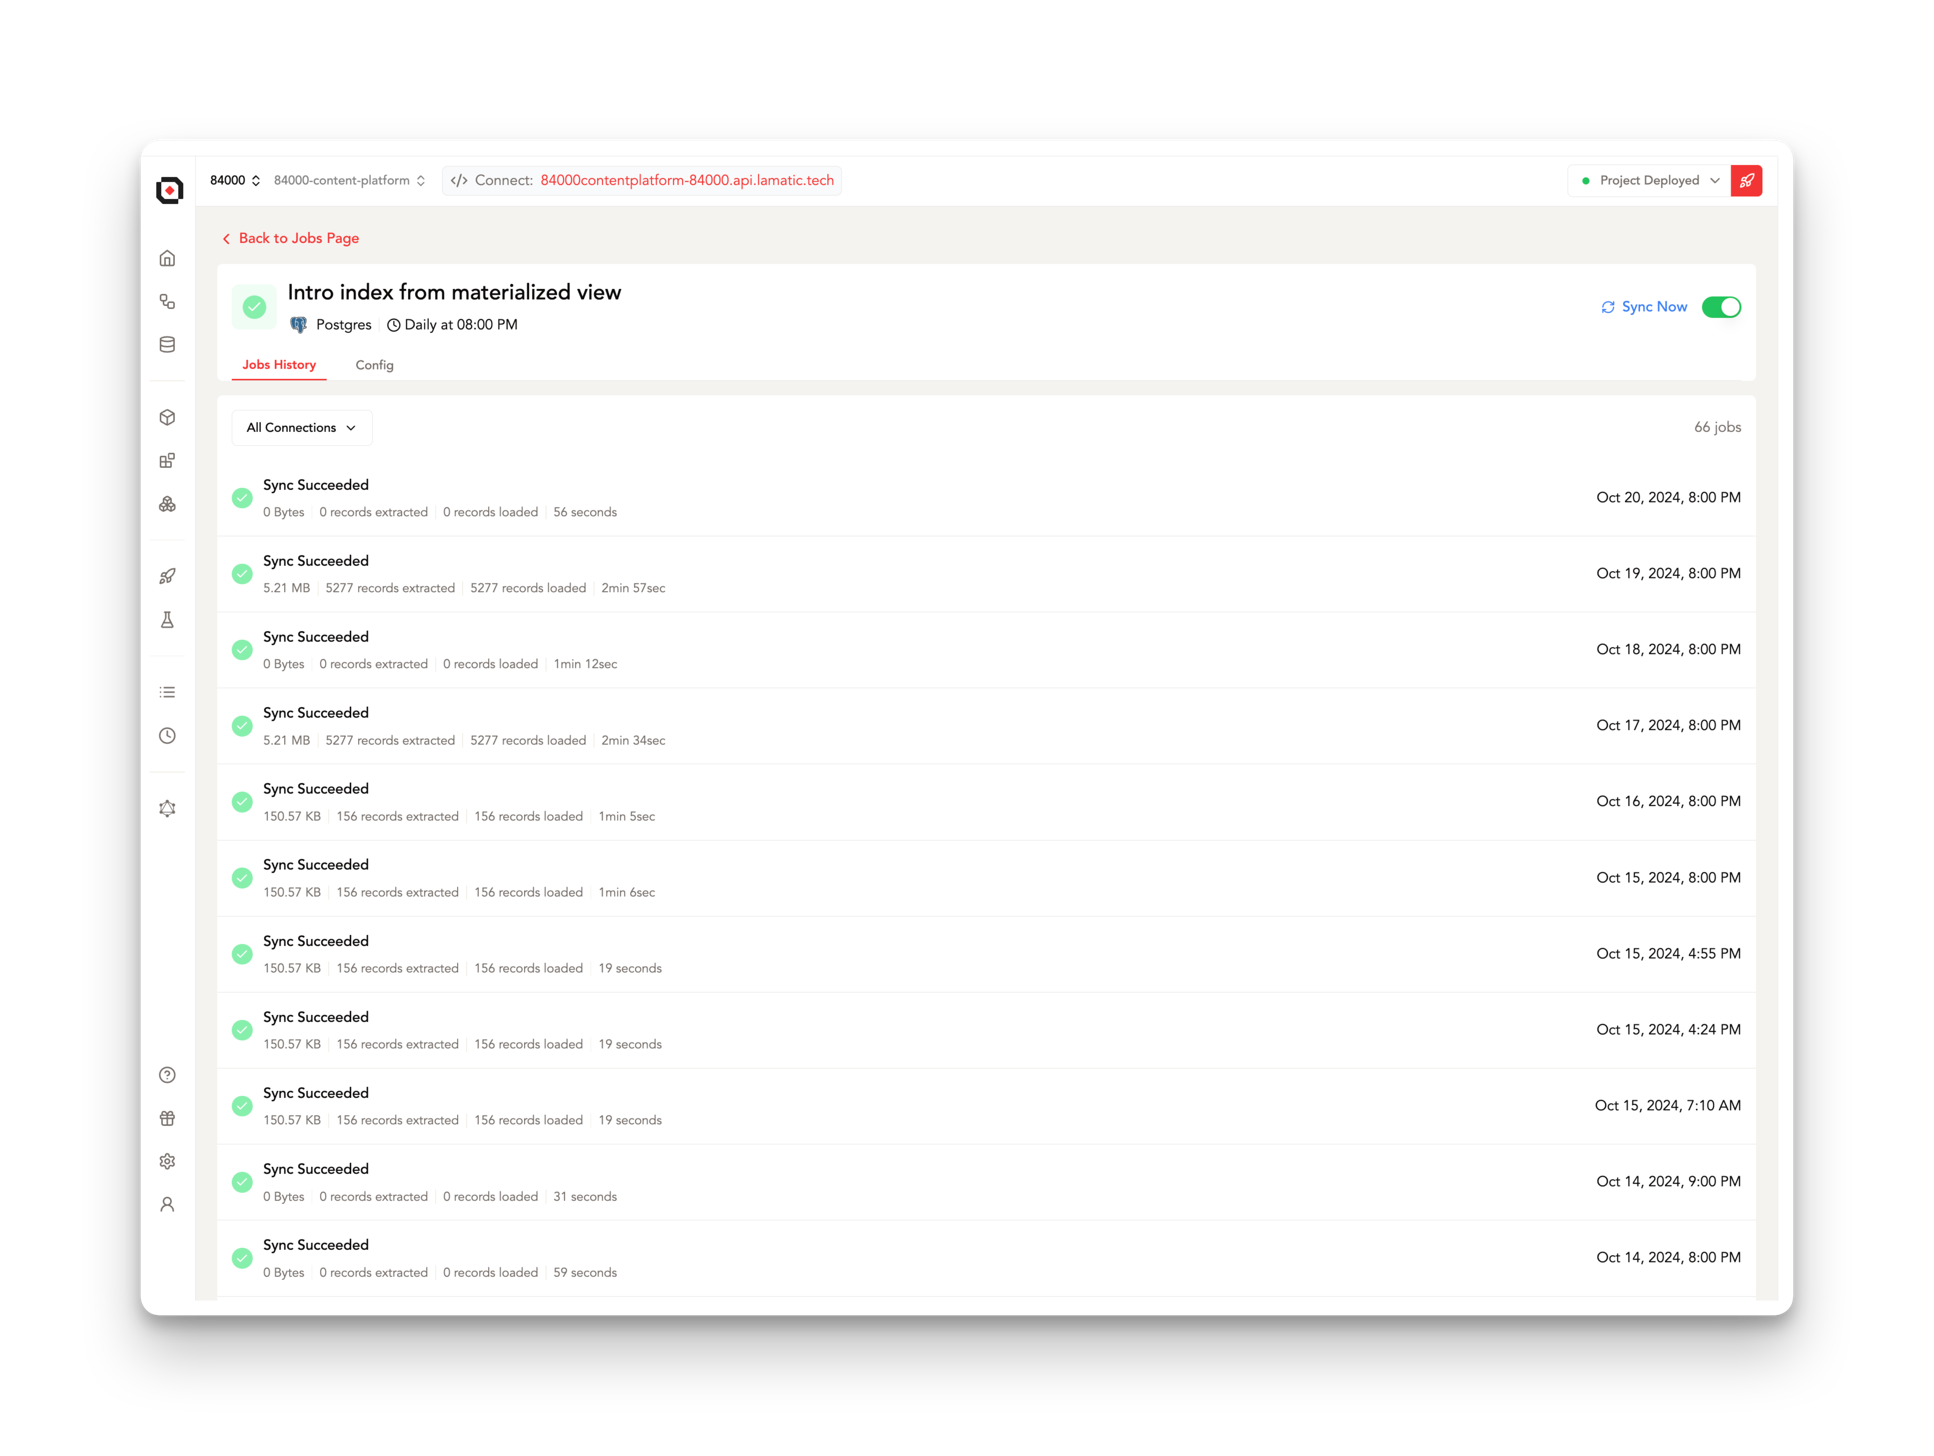 84000 84000-content-platform </> Connect: 84000contentplatform-84000.api.lamatic.tech Project Deployed
Back to Jobs Page
Intro index from materialized view
Postgres Daily at 08:00 PM
Sync Now
Jobs History Config
All Connections 66 jobs
Sync Succeeded
0 Bytes 0 records extracted 0 records loaded 56 seconds
Oct 20, 2024, 8:00 PM
Sync Succeeded
5.21 MB 5277 records extracted 5277 records loaded 2min 57sec
Oct 19, 2024, 8:00 PM
Sync Succeeded
0 Bytes 0 records extracted 0 records loaded 1min 12sec
Oct 18, 2024, 8:00 PM
Sync Succeeded
5.21 MB 5277 records extracted 5277 records loaded 2min 34sec
Oct 17, 2024, 8:00 PM
Sync Succeeded
150.57 KB 156 records extracted 156 records loaded 1min 5sec
Oct 16, 2024, 8:00 PM
Sync Succeeded
150.57 KB 156 records extracted 156 records loaded 1min 6sec
Oct 15, 2024, 8:00 PM
Sync Succeeded
150.57 KB 156 records extracted 156 records loaded 19 seconds
Oct 15, 2024, 4:55 PM
Sync Succeeded
150.57 KB 156 records extracted 156 records loaded 19 seconds
Oct 15, 2024, 4:24 PM
Sync Succeeded
150.57 KB 156 records extracted 156 records loaded 19 seconds
Oct 15, 2024, 7:10 AM
Sync Succeeded
0 Bytes 0 records extracted 0 records loaded 31 seconds
Oct 14, 2024, 9:00 PM
Sync Succeeded
0 Bytes 0 records extracted 0 records loaded 59 seconds
Oct 14, 2024, 8:00 PM